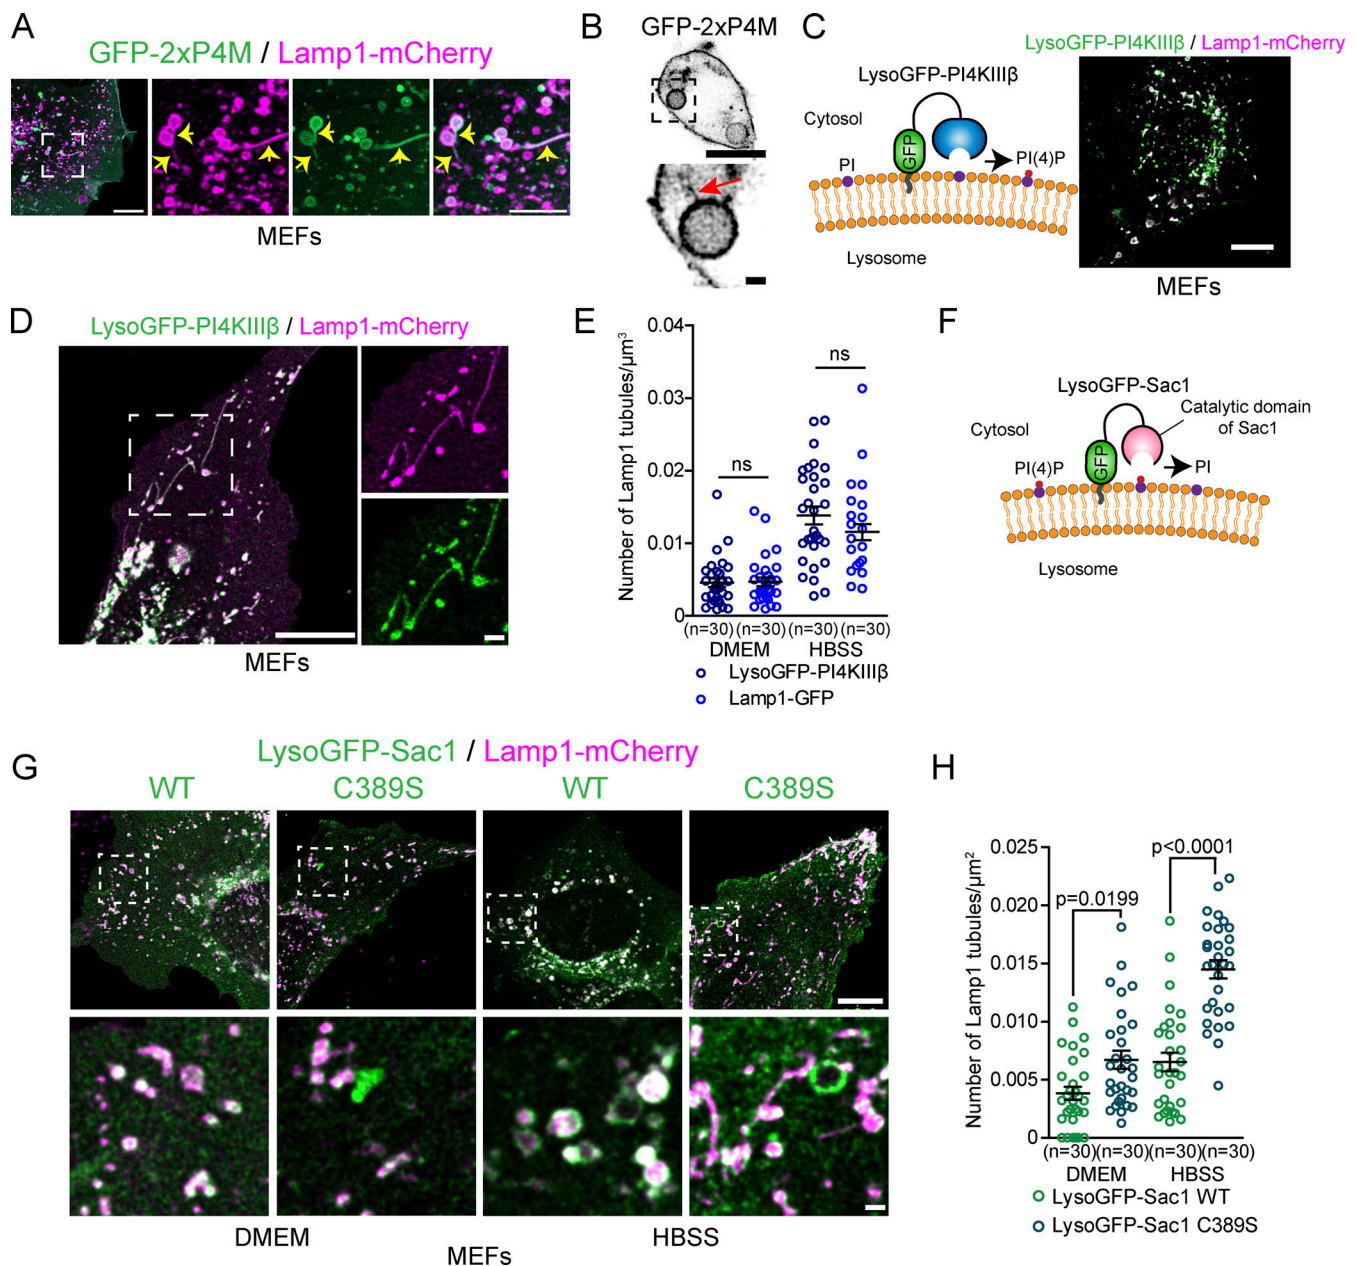 A
GFP-2xP4M / Lamp1-mCherry
MEFs
B
GFP-2xP4M
C
LysoGFP-PI4KIIIβ / Lamp1-mCherry
LysoGFP-PI4KIIIβ
Cytosol
GFP
PI
PI(4)P
Lysosome
MEFs
D
LysoGFP-PI4KIIIβ / Lamp1-mCherry
MEFs
E
Number of Lamp1 tubules/µm³
0.04
0.03
0.02
0.01
0
ns
ns
(n=30) (n=30) (n=30) (n=30)
DMEM HBSS
LysoGFP-PI4KIIIβ
Lamp1-GFP
F
LysoGFP-Sac1
Catalytic domain
of Sac1
Cytosol
GFP
PI(4)P
PI
Lysosome
G
LysoGFP-Sac1 / Lamp1-mCherry
WT C389S WT C389S
DMEM HBSS
MEFs
H
Number of Lamp1 tubules/µm²
0.025
0.020
0.015
0.010
0.005
0
p<0.0001
p=0.0199
(n=30) (n=30) (n=30) (n=30)
DMEM HBSS
LysoGFP-Sac1 WT
LysoGFP-Sac1 C389S